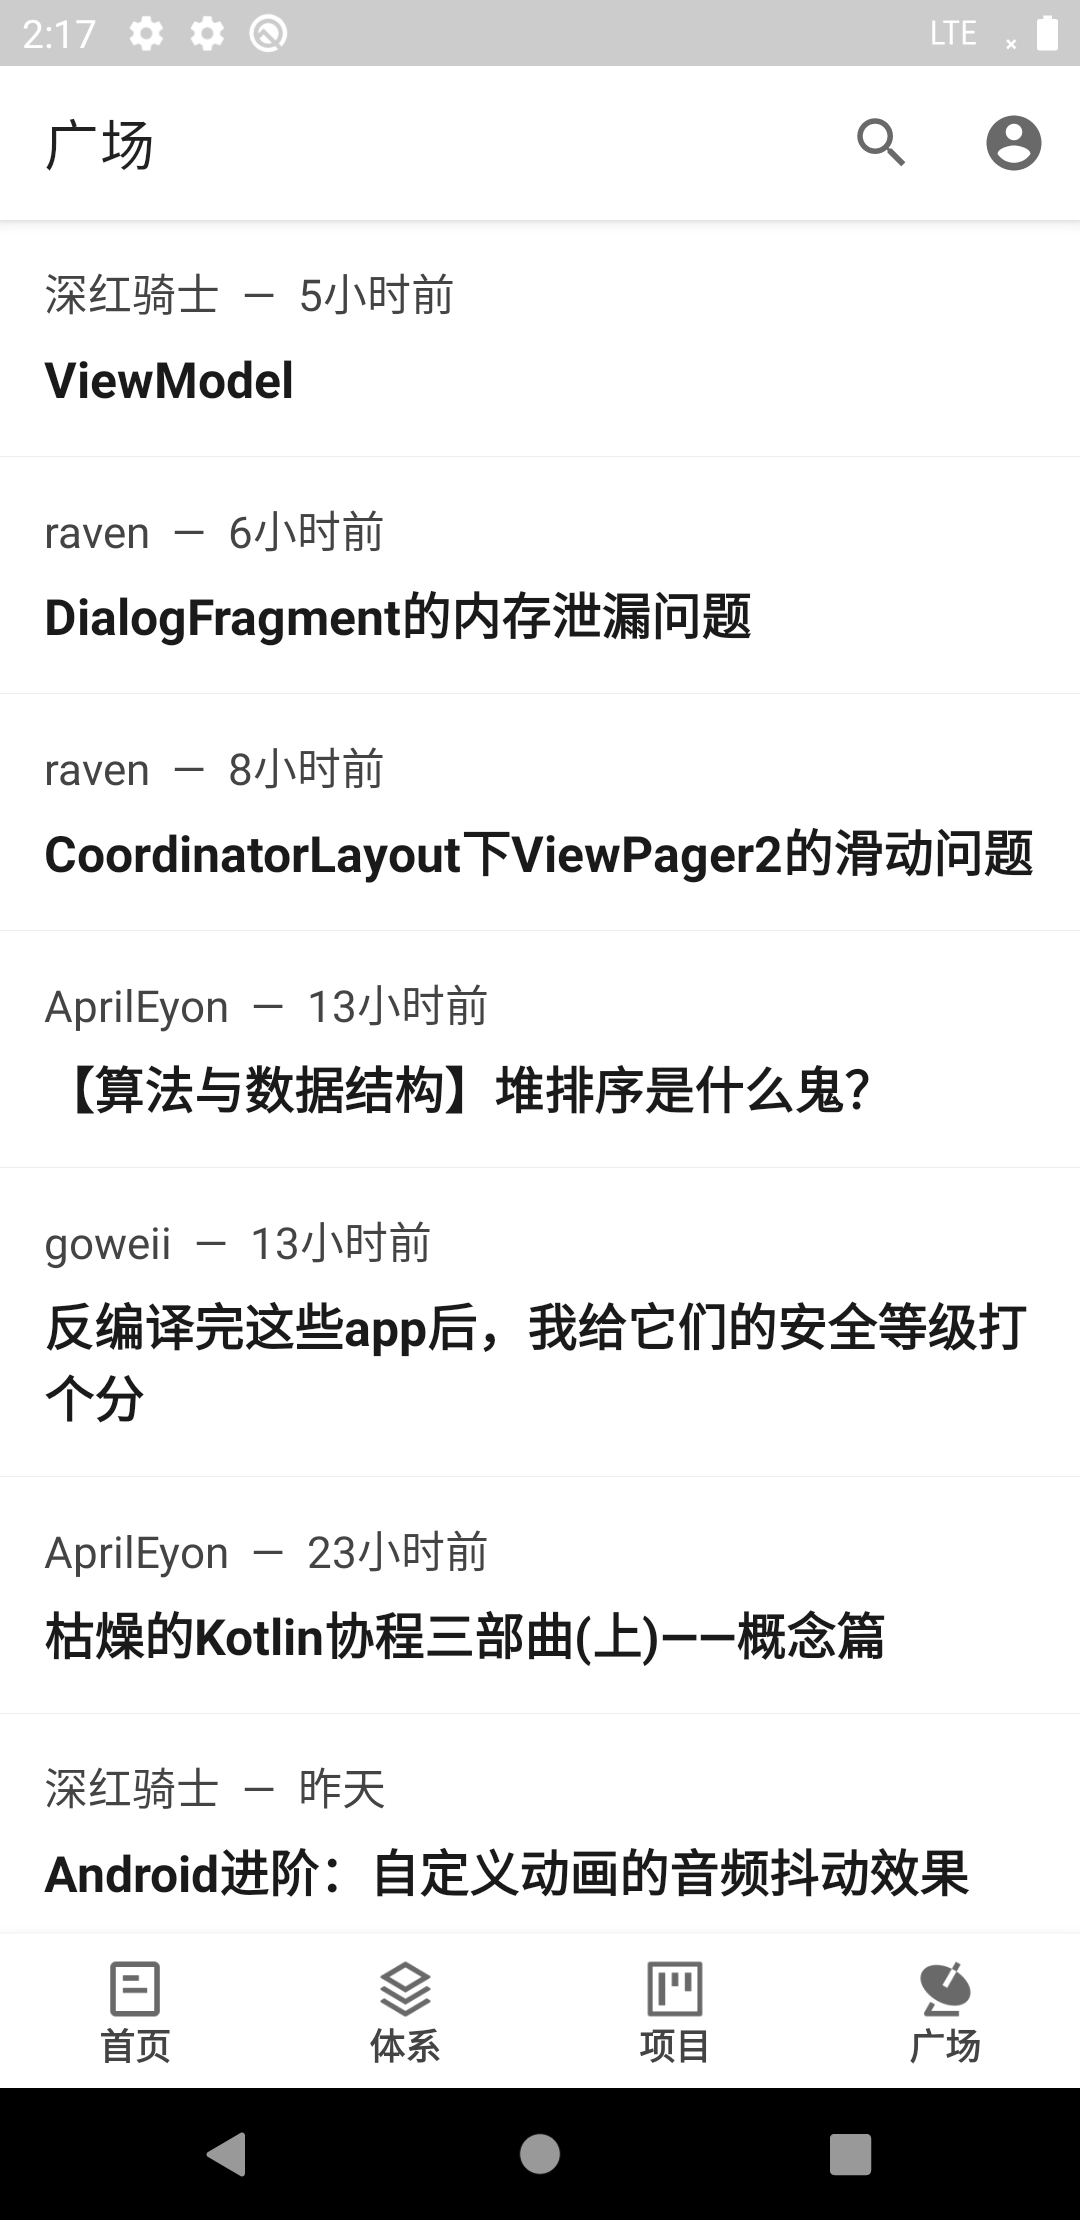 2:17
LTE
广场
深红骑士 — 5小时前
ViewModel
raven — 6小时前
DialogFragment的内存泄漏问题
raven — 8小时前
CoordinatorLayout下ViewPager2的滑动问题
AprilEyon — 13小时前
【算法与数据结构】堆排序是什么鬼？
goweii — 13小时前
反编译完这些app后，我给它们的安全等级打
个分
AprilEyon — 23小时前
枯燥的Kotlin协程三部曲(上)——概念篇
深红骑士 — 昨天
Android进阶：自定义动画的音频抖动效果
首页
体系
项目
广场